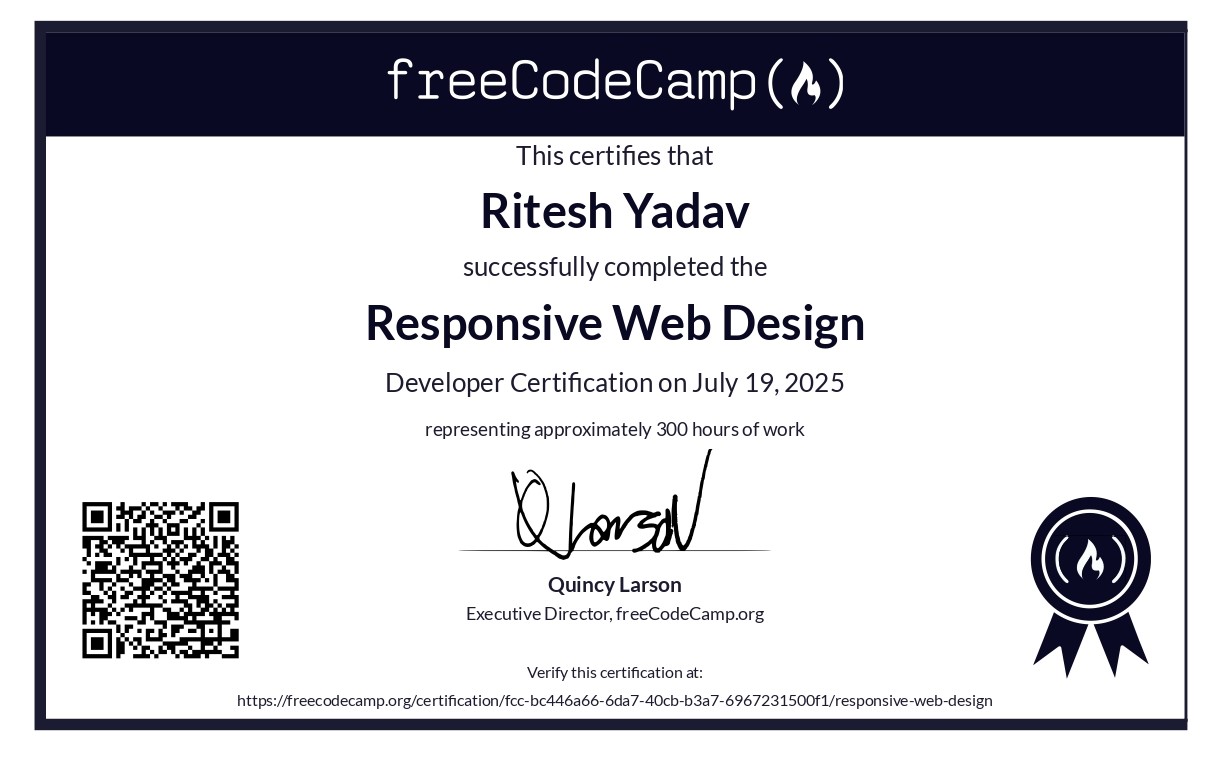 freeCodeCamp
This certifies that
Ritesh Yadav
successfully completed the
Responsive Web Design
Developer Certification on July 19, 2025
representing approximately 300 hours of work
Q Larson
Quincy Larson
Executive Director, freeCodeCamp.org
Verify this certification at:
https://freecodecamp.org/certification/fcc-bc446a66-6da7-40cb-b3a7-6967231500f1/responsive-web-design